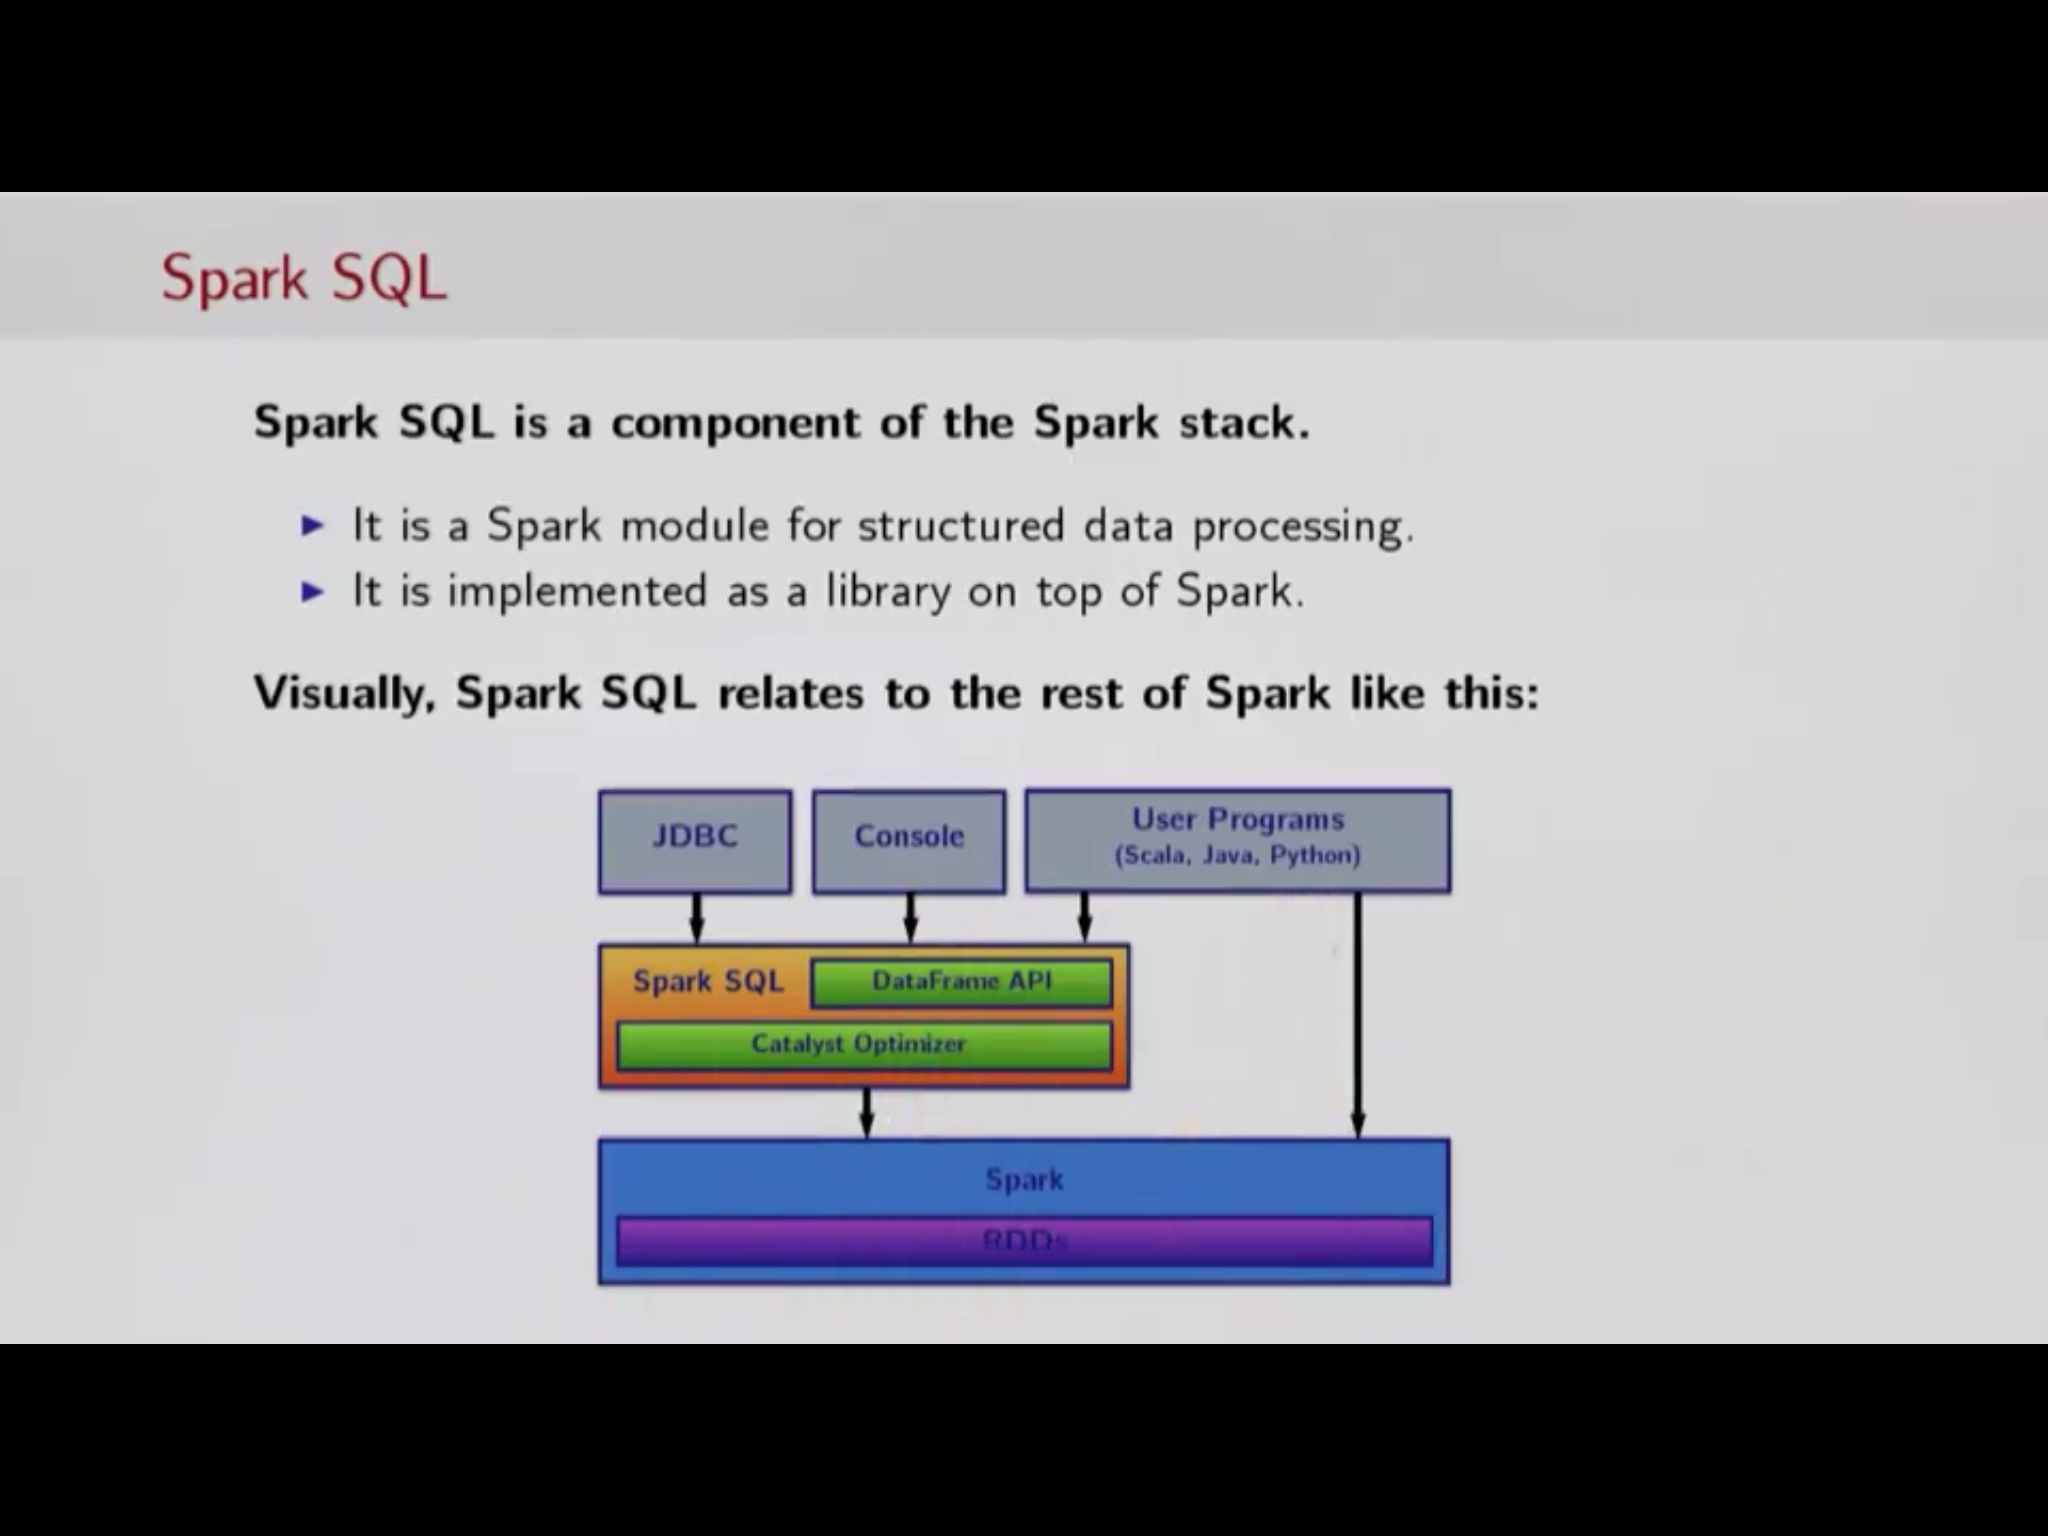 Spark SQL
Spark SQL is a component of the Spark stack.
It is a Spark module for structured data processing.
It is implemented as a library on top of Spark.
Visually, Spark SQL relates to the rest of Spark like this:
JDBC
Console
User Programs
(Scala, Java, Python)
Spark SQL
DataFrame API
Catalyst Optimizer
Spark
RDDs